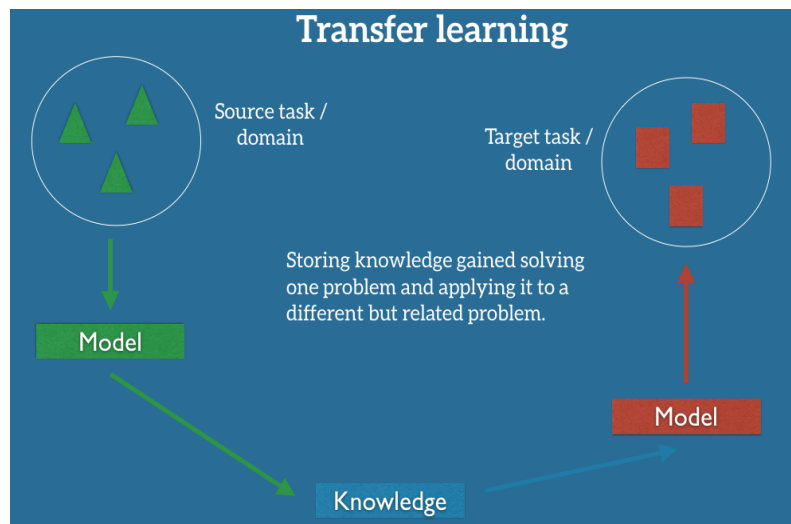 Transfer learning
Source task /
domain
Target task /
domain
Storing knowledge gained solving
one problem and applying it to a
different but related problem.
Model
Model
Knowledge